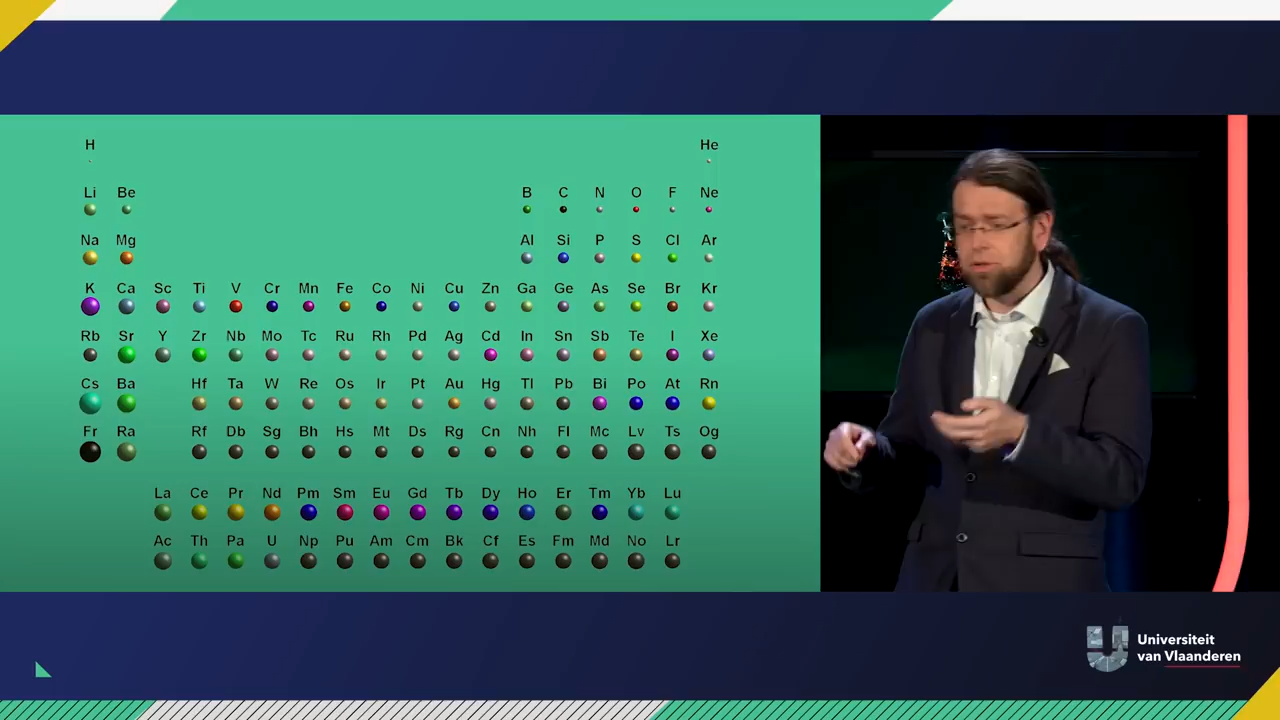 H He
Li Be B C N O F Ne
Na Mg Al Si P S Cl Ar
K Ca Sc Ti V Cr Mn Fe Co Ni Cu Zn Ga Ge As Se Br Kr
Rb Sr Y Zr Nb Mo Tc Ru Rh Pd Ag Cd In Sn Sb Te I Xe
Cs Ba Hf Ta W Re Os Ir Pt Au Hg Tl Pb Bi Po At Rn
Fr Ra Rf Db Sg Bh Hs Mt Ds Rg Cn Nh Fl Mc Lv Ts Og
La Ce Pr Nd Pm Sm Eu Gd Tb Dy Ho Er Tm Yb Lu
Ac Th Pa U Np Pu Am Cm Bk Cf Es Fm Md No Lr
Universiteit
van Vlaanderen